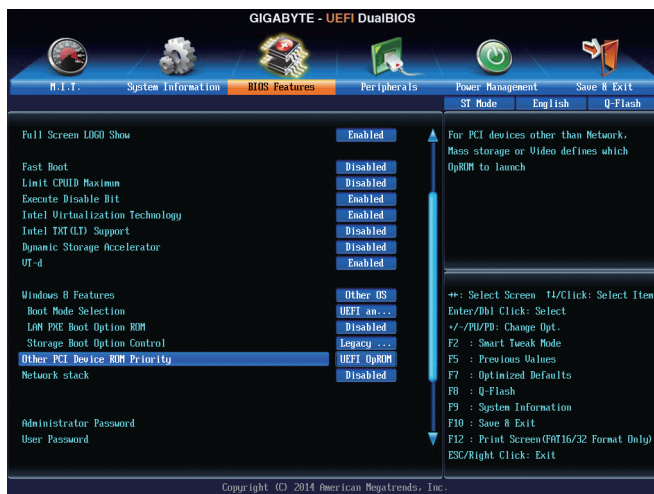 GIGABYTE - UEFI DualBIOS
M.I.T. System Information BIOS Features Peripherals Power Management Save & Exit
ST Mode English Q-Flash
Full Screen LOGO Show Enabled
Fast Boot Disabled
Limit CPUID Maximum Disabled
Execute Disable Bit Enabled
Intel Virtualization Technology Enabled
Intel TXT(LT) Support Disabled
Dynamic Storage Accelerator Disabled
VT-d Enabled
Windows 8 Features Other OS
Boot Mode Selection UEFI an...
LAN PXE Boot Option ROM Disabled
Storage Boot Option Control Legacy ...
Other PCI Device ROM Priority UEFI OpROM
Network stack Disabled
Administrator Password
User Password
For PCI devices other than Network,
Mass storage or Video defines which
OpROM to launch
↔: Select Screen ↑↓/Click: Select Item
Enter/Dbl Click: Select
+/-/PU/PD: Change Opt.
F2 : Smart Tweak Mode
F5 : Previous Values
F7 : Optimized Defaults
F8 : Q-Flash
F9 : System Information
F10 : Save & Exit
F12 : Print Screen(FAT16/32 Format Only)
ESC/Right Click: Exit
Copyright (C) 2014 American Megatrends, Inc.